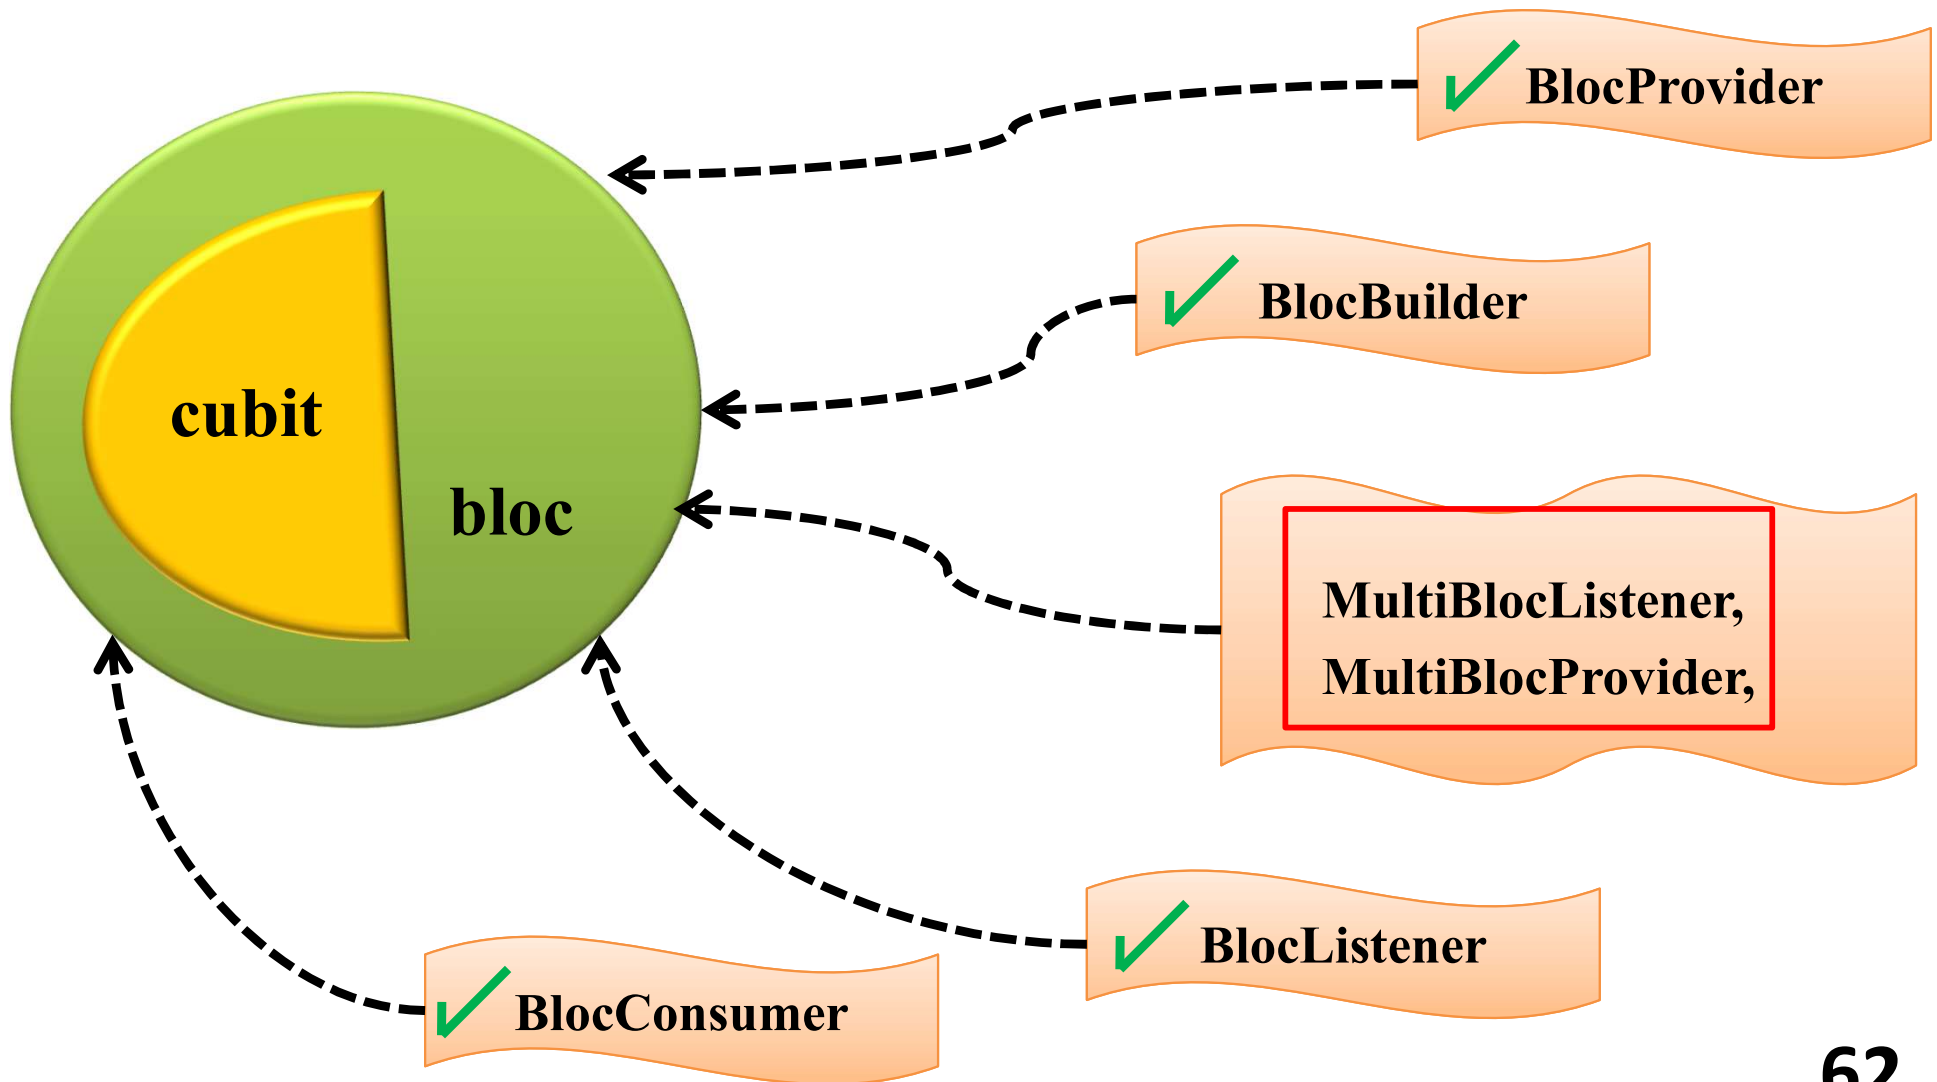 BlocProvider
BlocBuilder
cubit
bloc
MultiBlocListener,
MultiBlocProvider,
BlocListener
BlocConsumer
62